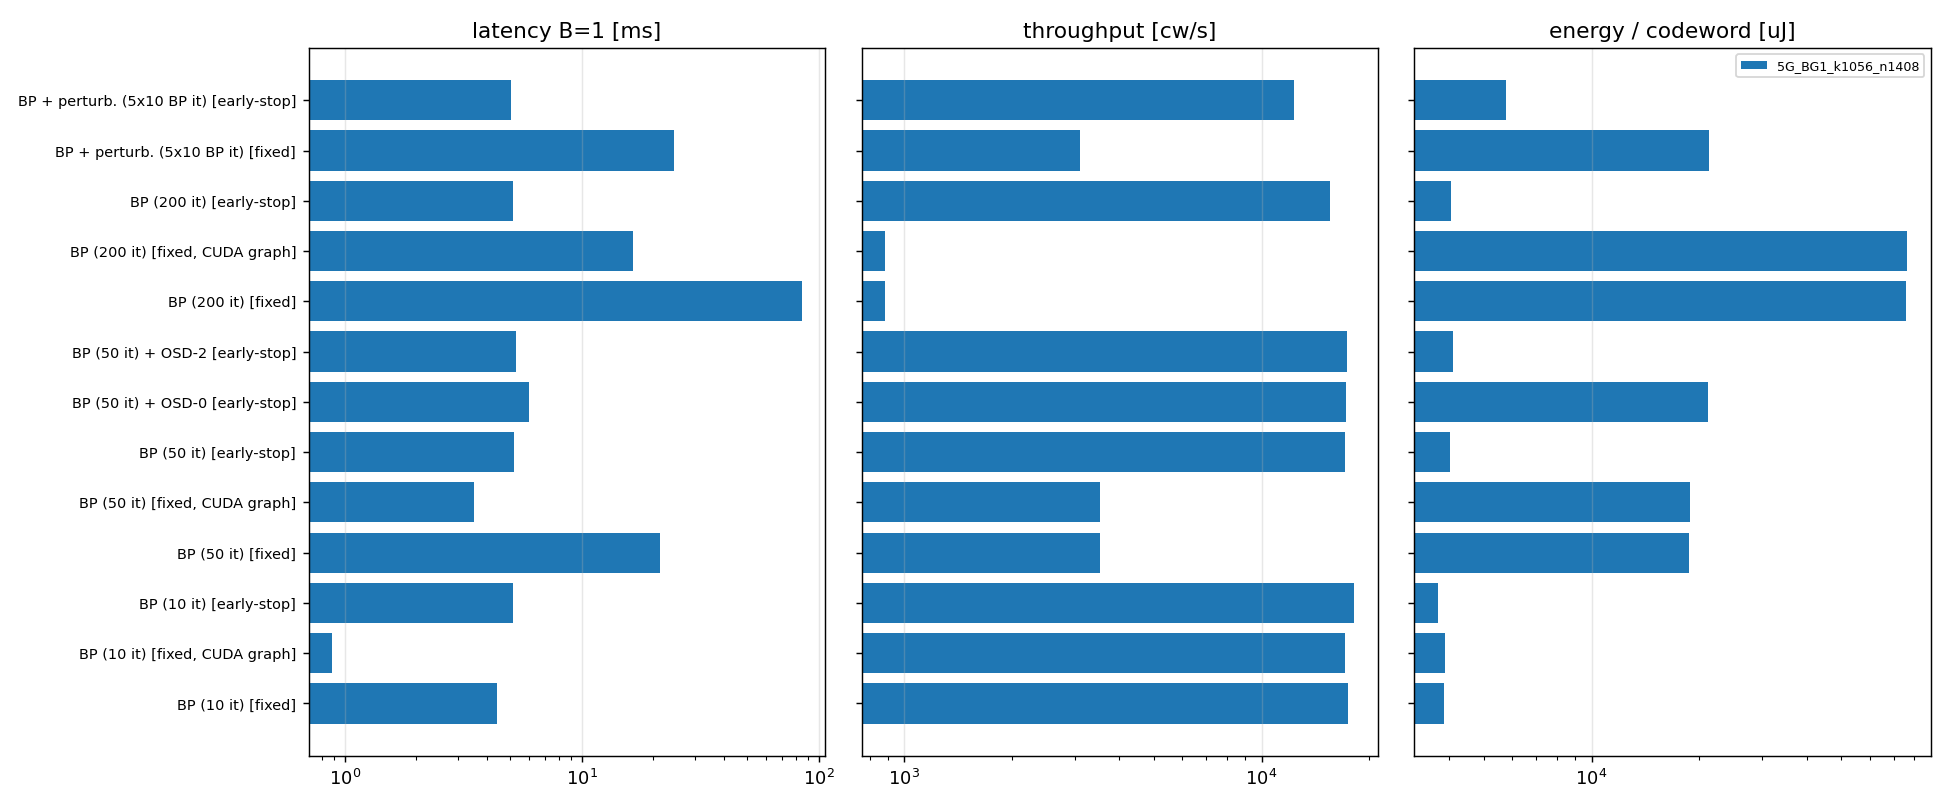 latency B=1 [ms]
throughput [cw/s]
energy / codeword [uJ]
5G_BG1_k1056_n1408
BP + perturb. (5x10 BP it) [early-stop]
BP + perturb. (5x10 BP it) [fixed]
BP (200 it) [early-stop]
BP (200 it) [fixed, CUDA graph]
BP (200 it) [fixed]
BP (50 it) + OSD-2 [early-stop]
BP (50 it) + OSD-0 [early-stop]
BP (50 it) [early-stop]
BP (50 it) [fixed, CUDA graph]
BP (50 it) [fixed]
BP (10 it) [early-stop]
BP (10 it) [fixed, CUDA graph]
BP (10 it) [fixed]
10⁰ 10¹ 10²
10³ 10⁴
10⁴